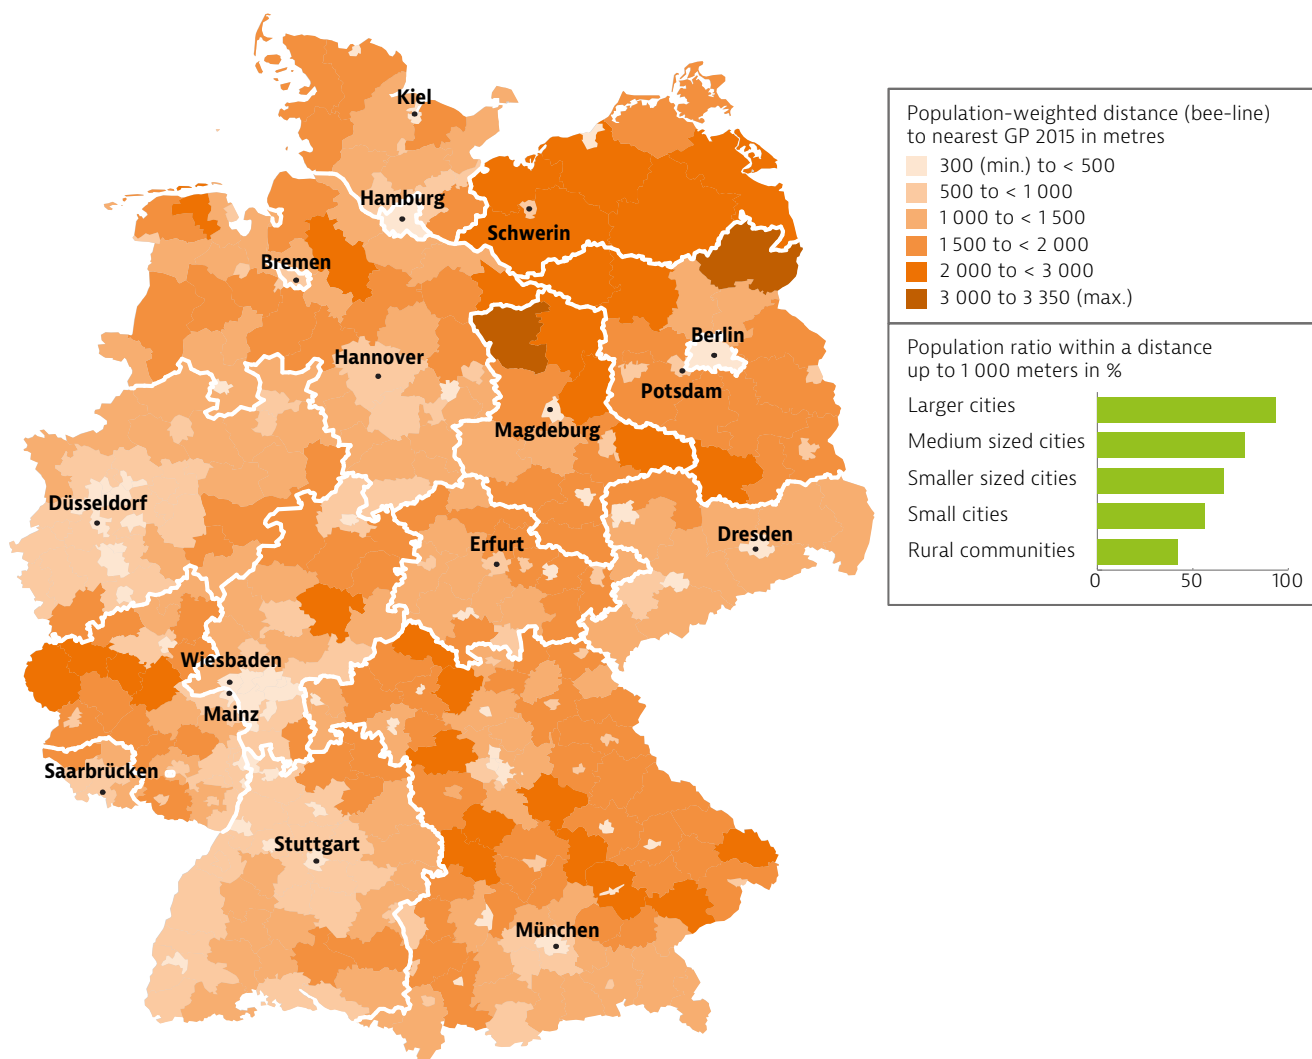 Kiel
Hamburg
Schwerin
Bremen
Berlin
Hannover
Potsdam
Magdeburg
Düsseldorf
Dresden
Erfurt
Wiesbaden
Mainz
Saarbrücken
Stuttgart
München
Population-weighted distance (bee-line)
to nearest GP 2015 in metres
300 (min.) to < 500
500 to < 1 000
1 000 to < 1 500
1 500 to < 2 000
2 000 to < 3 000
3 000 to 3 350 (max.)
Population ratio within a distance
up to 1 000 meters in %
Larger cities
Medium sized cities
Smaller sized cities
Small cities
Rural communities
0 50 100